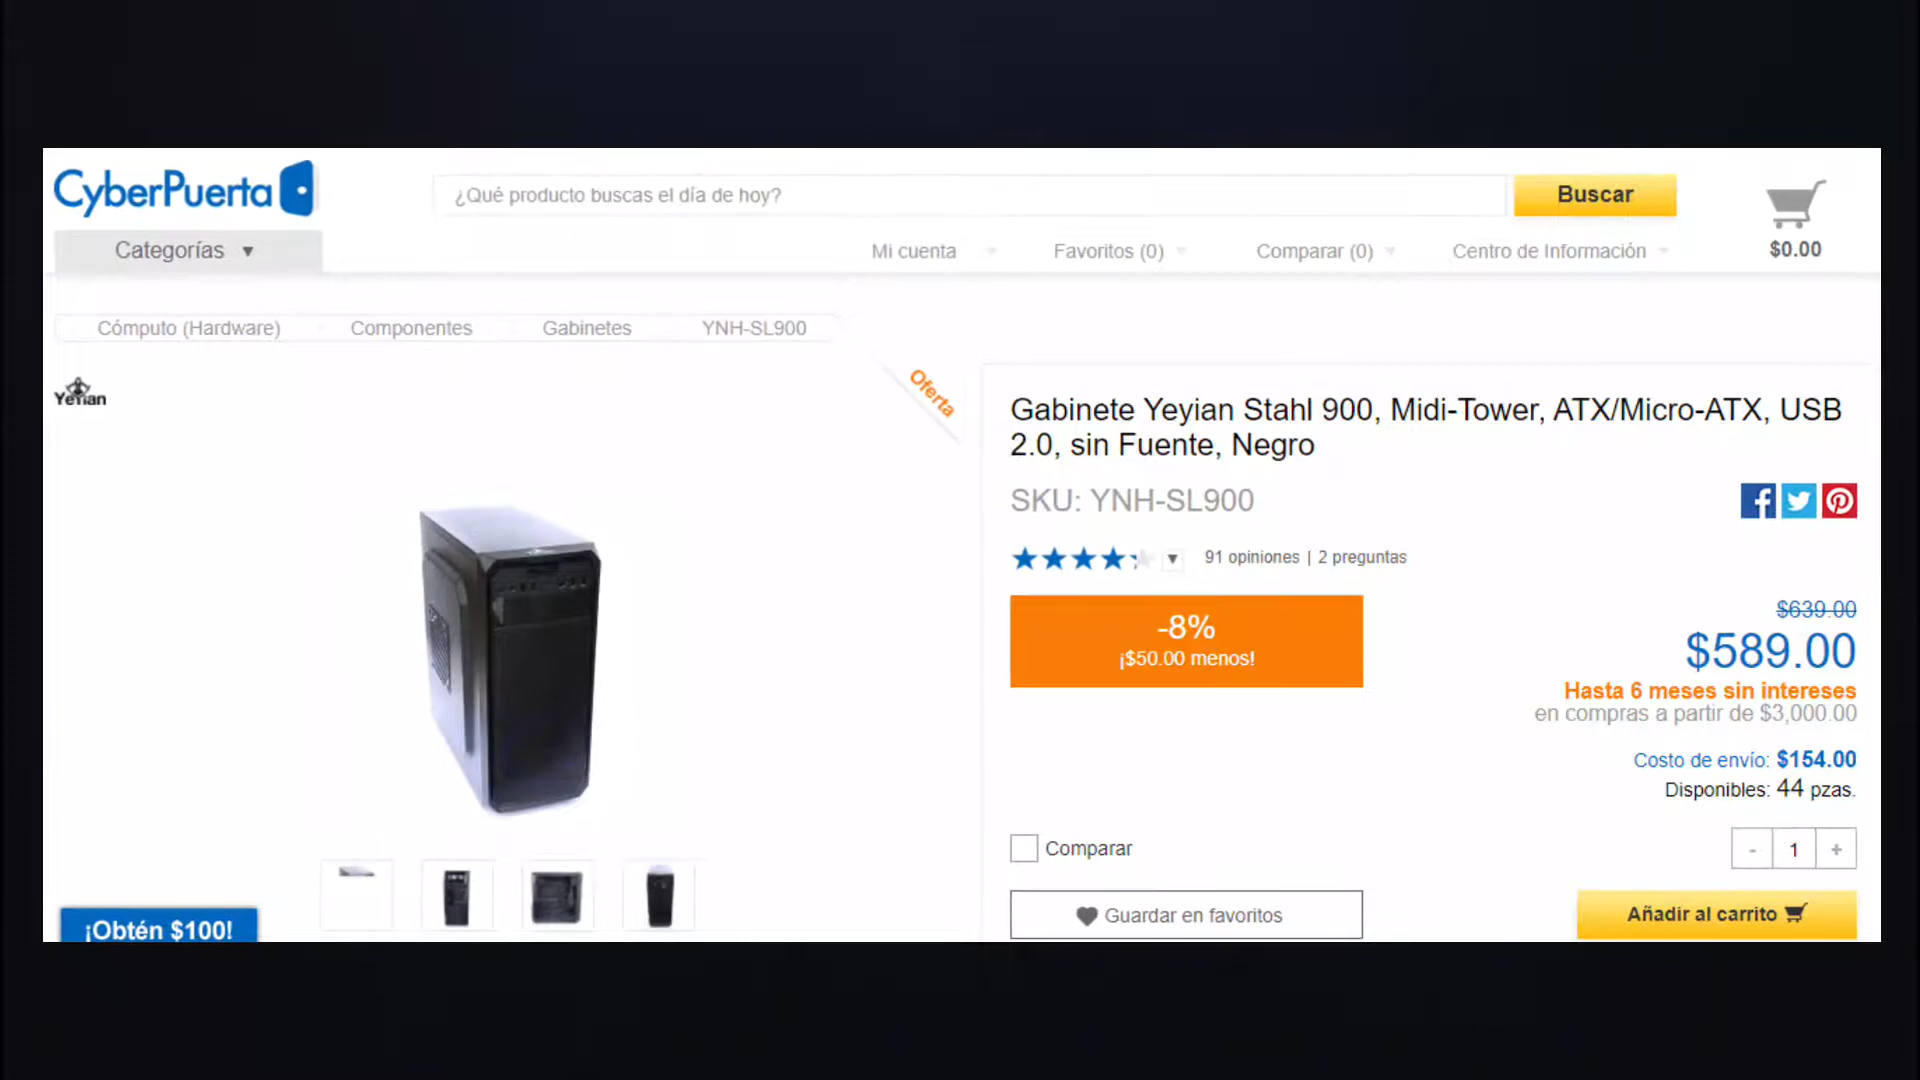 CyberPuerta
¿Qué producto buscas el día de hoy?
Buscar
Categorías ▼
Mi cuenta
Favoritos (0)
Comparar (0)
Centro de Información
$0.00
Cómputo (Hardware)
Componentes
Gabinetes
YNH-SL900
Yeyian
Oferta
Gabinete Yeyian Stahl 900, Midi-Tower, ATX/Micro-ATX, USB
2.0, sin Fuente, Negro
SKU: YNH-SL900
91 opiniones | 2 preguntas
-8%
¡$50.00 menos!
$639.00
$589.00
Hasta 6 meses sin intereses
en compras a partir de $3,000.00
Costo de envío: $154.00
Disponibles: 44 pzas.
Comparar
- 1 +
Guardar en favoritos
Añadir al carrito
¡Obtén $100!